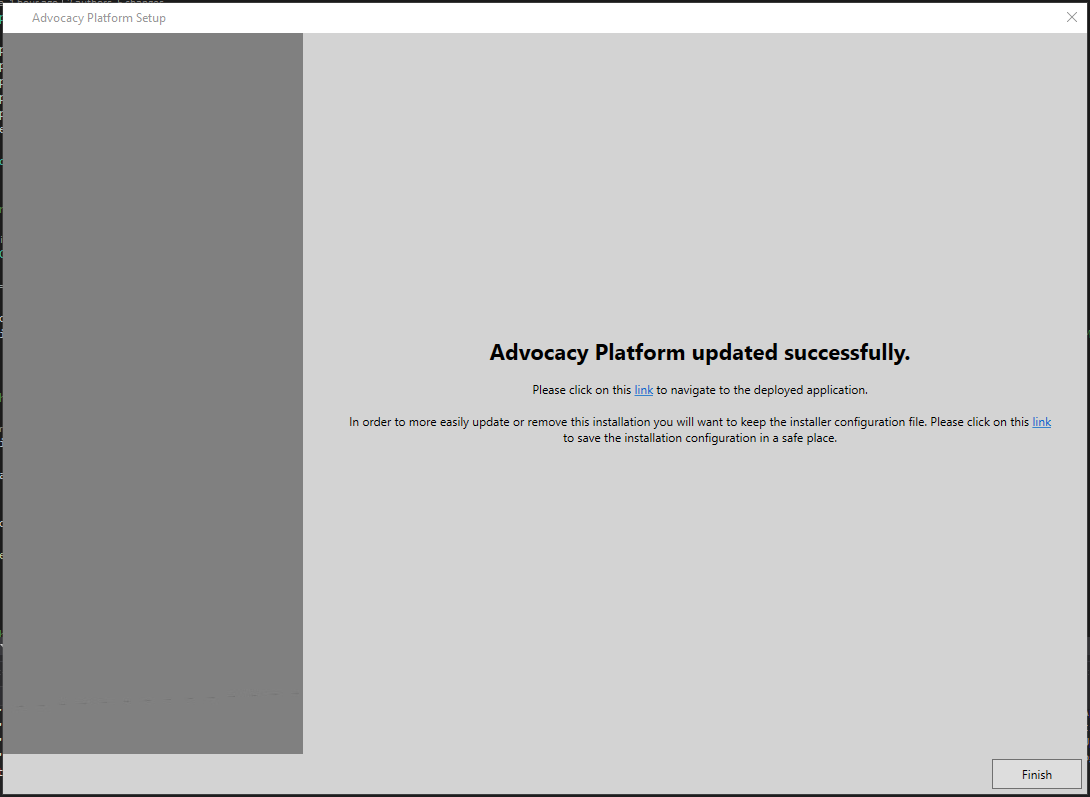 Advocacy Platform Setup
Advocacy Platform updated successfully.
Please click on this link to navigate to the deployed application.
In order to more easily update or remove this installation you will want to keep the installer configuration file. Please click on this link
to save the installation configuration in a safe place.
Finish